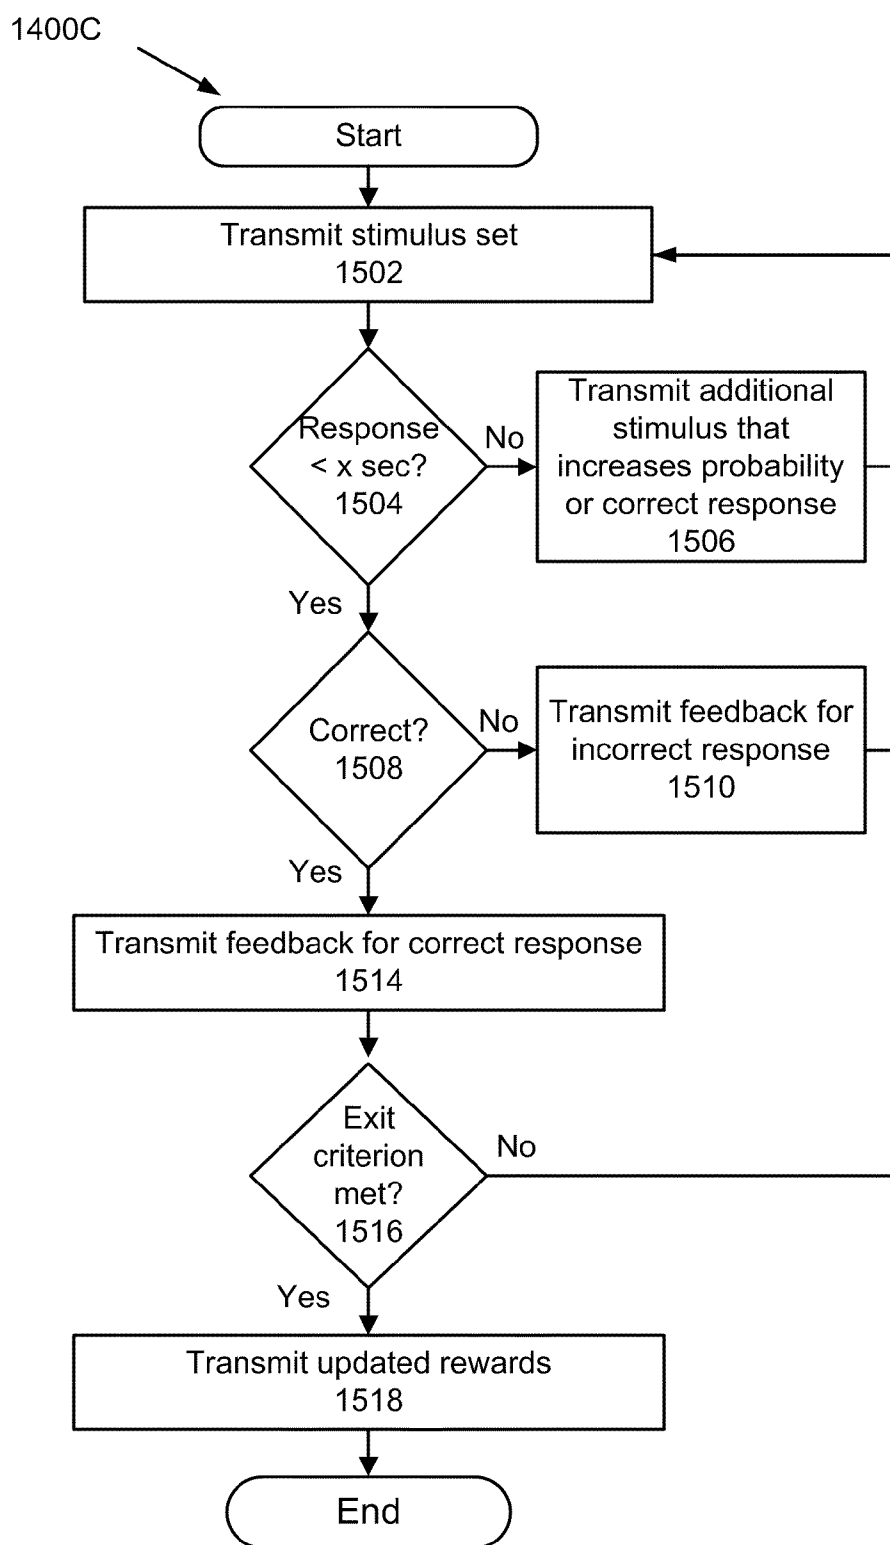 1400C
Start
Transmit stimulus set
1502
Response
< x sec?
1504
No
Transmit additional
stimulus that
increases probability
or correct response
1506
Yes
Correct?
1508
No
Transmit feedback for
incorrect response
1510
Yes
Transmit feedback for correct response
1514
Exit
criterion
met?
1516
No
Yes
Transmit updated rewards
1518
End